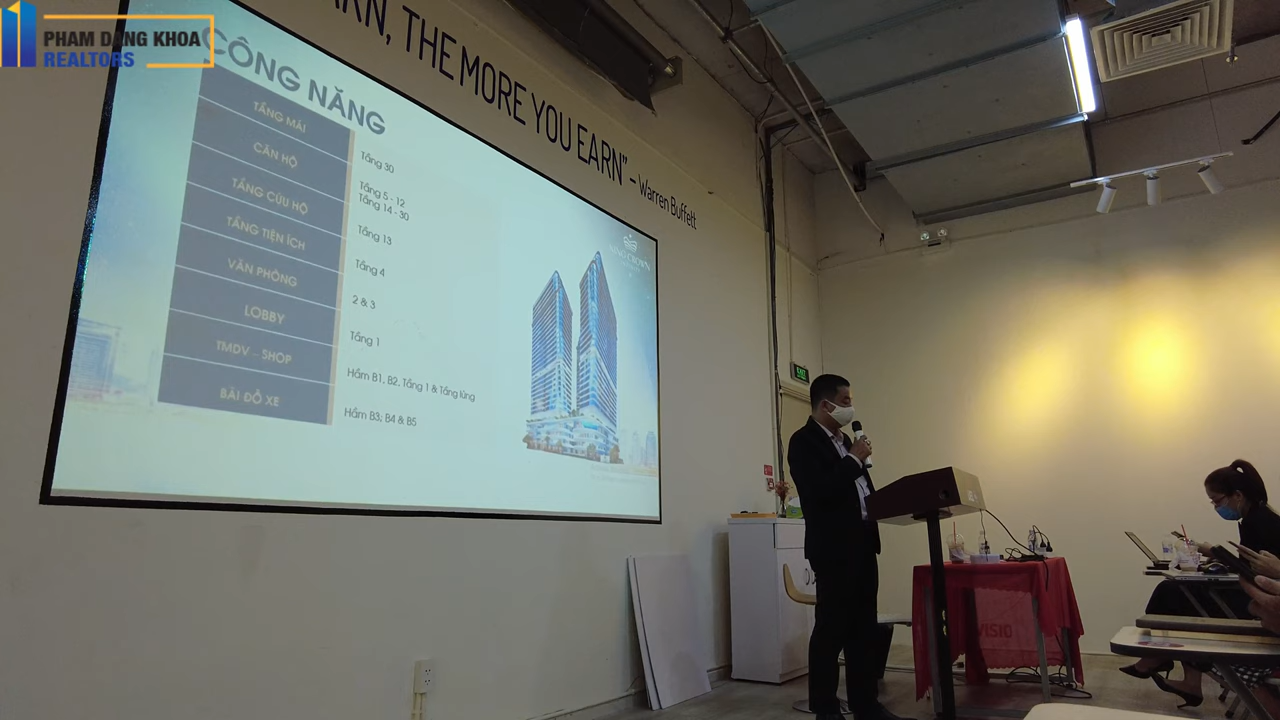 PHAM DANG KHOA
REALTORS
ARN, THE MORE YOU EARN" – Warren Buffett
CÔNG NĂNG
TẦNG MÁI
Tầng 30
CĂN HỘ
Tầng 5 - 12
Tầng 14 - 30
TẦNG CỨU HỘ
Tầng 13
TẦNG TIỆN ÍCH
Tầng 4
VĂN PHÒNG
2 & 3
LOBBY
Tầng 1
TMDV – SHOP
Hầm B1, B2, Tầng 1 & Tầng lửng
BÃI ĐỖ XE
Hầm B3; B4 & B5
KING CROWN
EXIT
VISIO